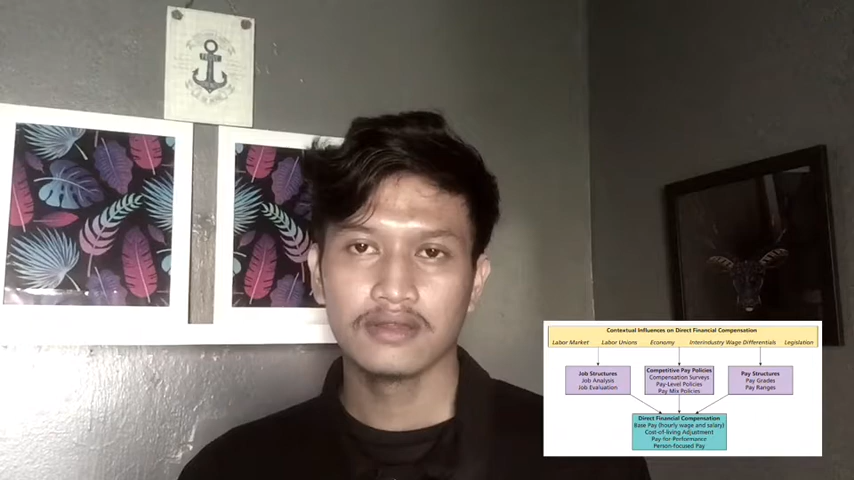 Contextual Influences on Direct Financial Compensation
Labor Market Labor Unions Economy Interindustry Wage Differentials Legislation
Job Structures
Job Analysis
Job Evaluation
Competitive Pay Policies
Compensation Surveys
Pay-Level Policies
Pay Mix Policies
Pay Structures
Pay Grades
Pay Ranges
Direct Financial Compensation
Base Pay (hourly wage and salary)
Cost-of-living Adjustment
Pay-for-Performance
Person-focused Pay